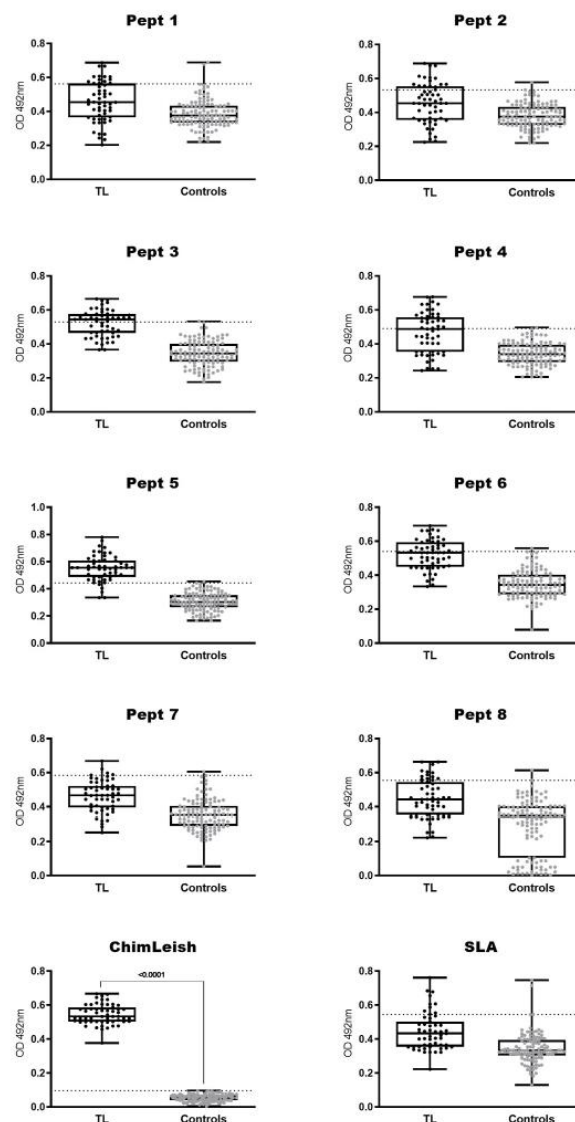 Pept 1
OD 492nm
0.8
0.6
0.4
0.2
0.0
TL Controls
Pept 2
OD 492nm
0.8
0.6
0.4
0.2
0.0
TL Controls
Pept 3
OD 492nm
0.8
0.6
0.4
0.2
0.0
TL Controls
Pept 4
OD 492nm
0.8
0.6
0.4
0.2
0.0
TL Controls
Pept 5
OD 492nm
1.0
0.8
0.6
0.4
0.2
0.0
TL Controls
Pept 6
OD 492nm
0.8
0.6
0.4
0.2
0.0
TL Controls
Pept 7
OD 492nm
0.8
0.6
0.4
0.2
0.0
TL Controls
Pept 8
OD 492nm
0.8
0.6
0.4
0.2
0.0
TL Controls
ChimLeish
OD 492nm
0.8
0.6
0.4
0.2
0.0
<0.0001
TL Controls
SLA
OD 492nm
0.8
0.6
0.4
0.2
0.0
TL Controls